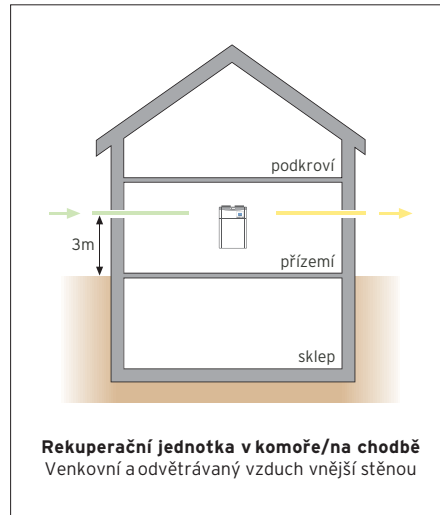 podkroví
3m
přízemí
sklep
Rekuperační jednotka v komoře/na chodbě
Venkovní a odvětrávaný vzduch vnější stěnou